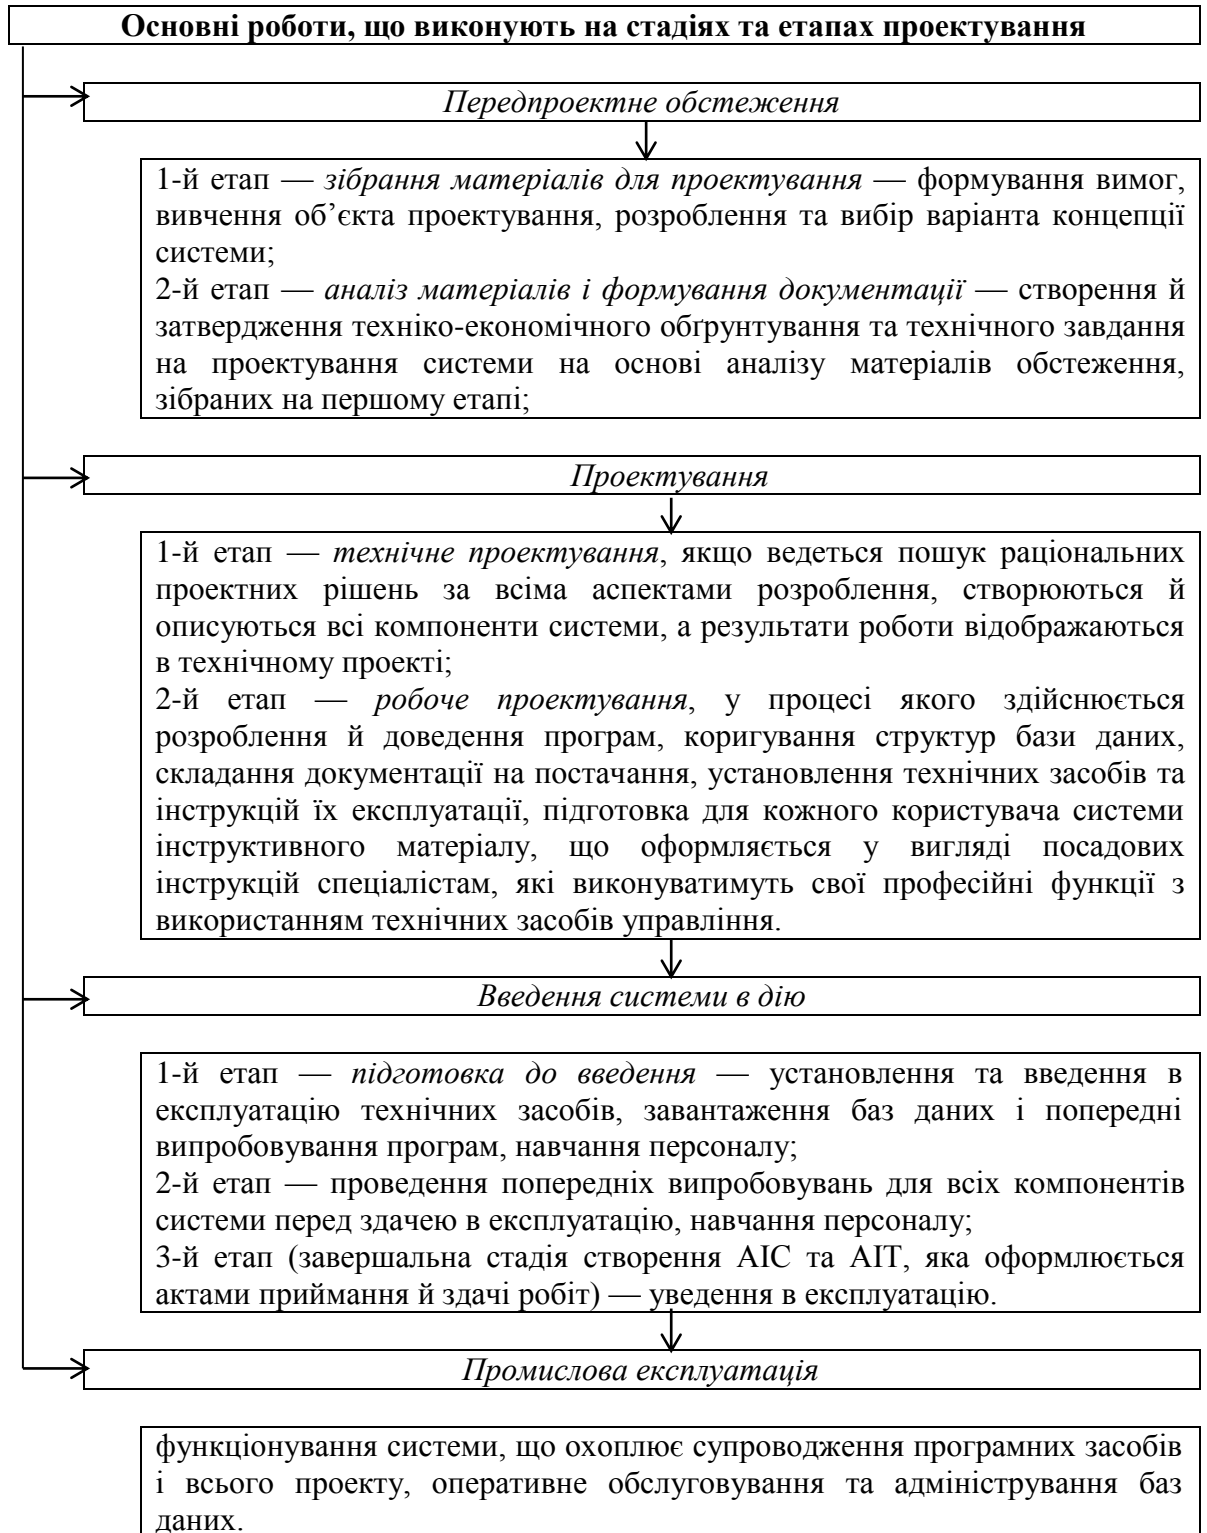 Основні роботи, що виконують на стадіях та етапах проектування
Передпроектне обстеження
1-й етап — зібрання матеріалів для проектування — формування вимог,
вивчення об’єкта проектування, розроблення та вибір варіанта концепції
системи;
2-й етап — аналіз матеріалів і формування документації — створення й
затвердження техніко-економічного обґрунтування та технічного завдання
на проектування системи на основі аналізу матеріалів обстеження,
зібраних на першому етапі;
Проектування
1-й етап — технічне проектування, якщо ведеться пошук раціональних
проектних рішень за всіма аспектами розроблення, створюються й
описуються всі компоненти системи, а результати роботи відображаються
в технічному проекті;
2-й етап — робоче проектування, у процесі якого здійснюється
розроблення й доведення програм, коригування структур бази даних,
складання документації на постачання, установлення технічних засобів та
інструкцій їх експлуатації, підготовка для кожного користувача системи
інструктивного матеріалу, що оформляється у вигляді посадових
інструкцій спеціалістам, які виконуватимуть свої професійні функції з
використанням технічних засобів управління.
Введення системи в дію
1-й етап — підготовка до введення — установлення та введення в
експлуатацію технічних засобів, завантаження баз даних і попередні
випробовування програм, навчання персоналу;
2-й етап — проведення попередніх випробовувань для всіх компонентів
системи перед здачею в експлуатацію, навчання персоналу;
3-й етап (завершальна стадія створення АІС та АІТ, яка оформлюється
актами приймання й здачі робіт) — уведення в експлуатацію.
Промислова експлуатація
функціонування системи, що охоплює супроводження програмних засобів
і всього проекту, оперативне обслуговування та адміністрування баз
даних.